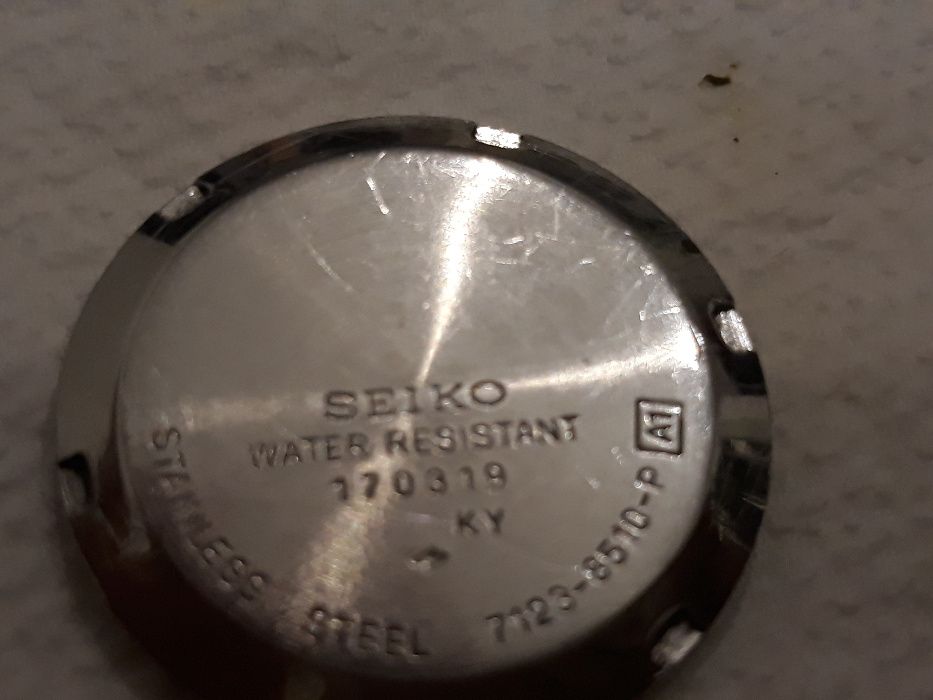 SEIKO
WATER RESISTANT
170319
KY
STAINLESS STEEL 7123-8510-P A1